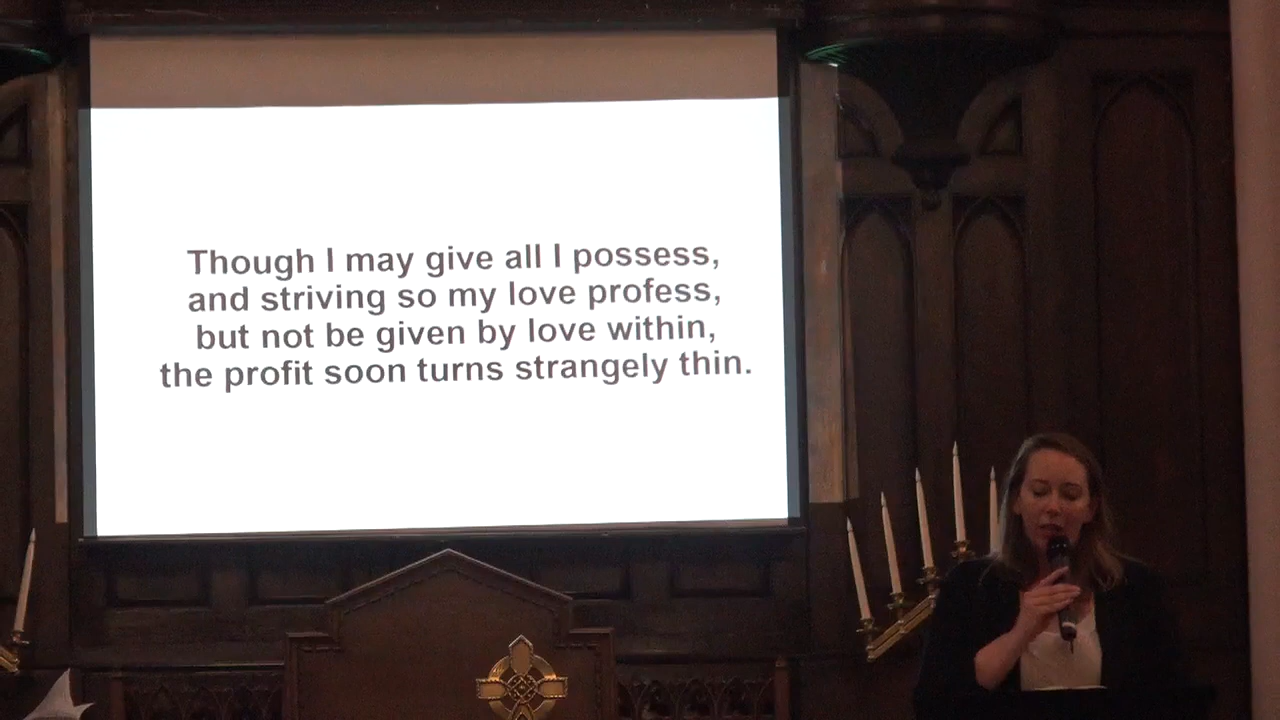 Though I may give all I possess,
and striving so my love profess,
but not be given by love within,
the profit soon turns strangely thin.